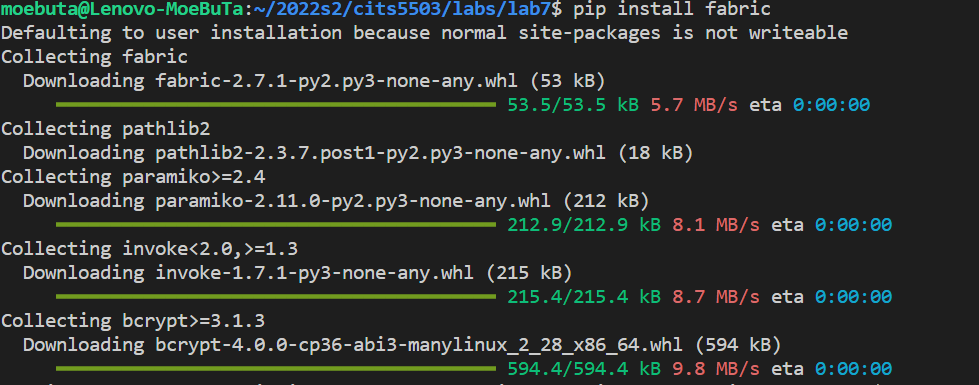 moebuta@Lenovo-MoeBuTa:~/2022s2/cits5503/labs/lab7$ pip install fabric
Defaulting to user installation because normal site-packages is not writeable
Collecting fabric
  Downloading fabric-2.7.1-py2.py3-none-any.whl (53 kB)
53.5/53.5 kB 5.7 MB/s eta 0:00:00
Collecting pathlib2
  Downloading pathlib2-2.3.7.post1-py2.py3-none-any.whl (18 kB)
Collecting paramiko>=2.4
  Downloading paramiko-2.11.0-py2.py3-none-any.whl (212 kB)
212.9/212.9 kB 8.1 MB/s eta 0:00:00
Collecting invoke<2.0,>=1.3
  Downloading invoke-1.7.1-py3-none-any.whl (215 kB)
215.4/215.4 kB 8.7 MB/s eta 0:00:00
Collecting bcrypt>=3.1.3
  Downloading bcrypt-4.0.0-cp36-abi3-manylinux_2_28_x86_64.whl (594 kB)
594.4/594.4 kB 9.8 MB/s eta 0:00:00